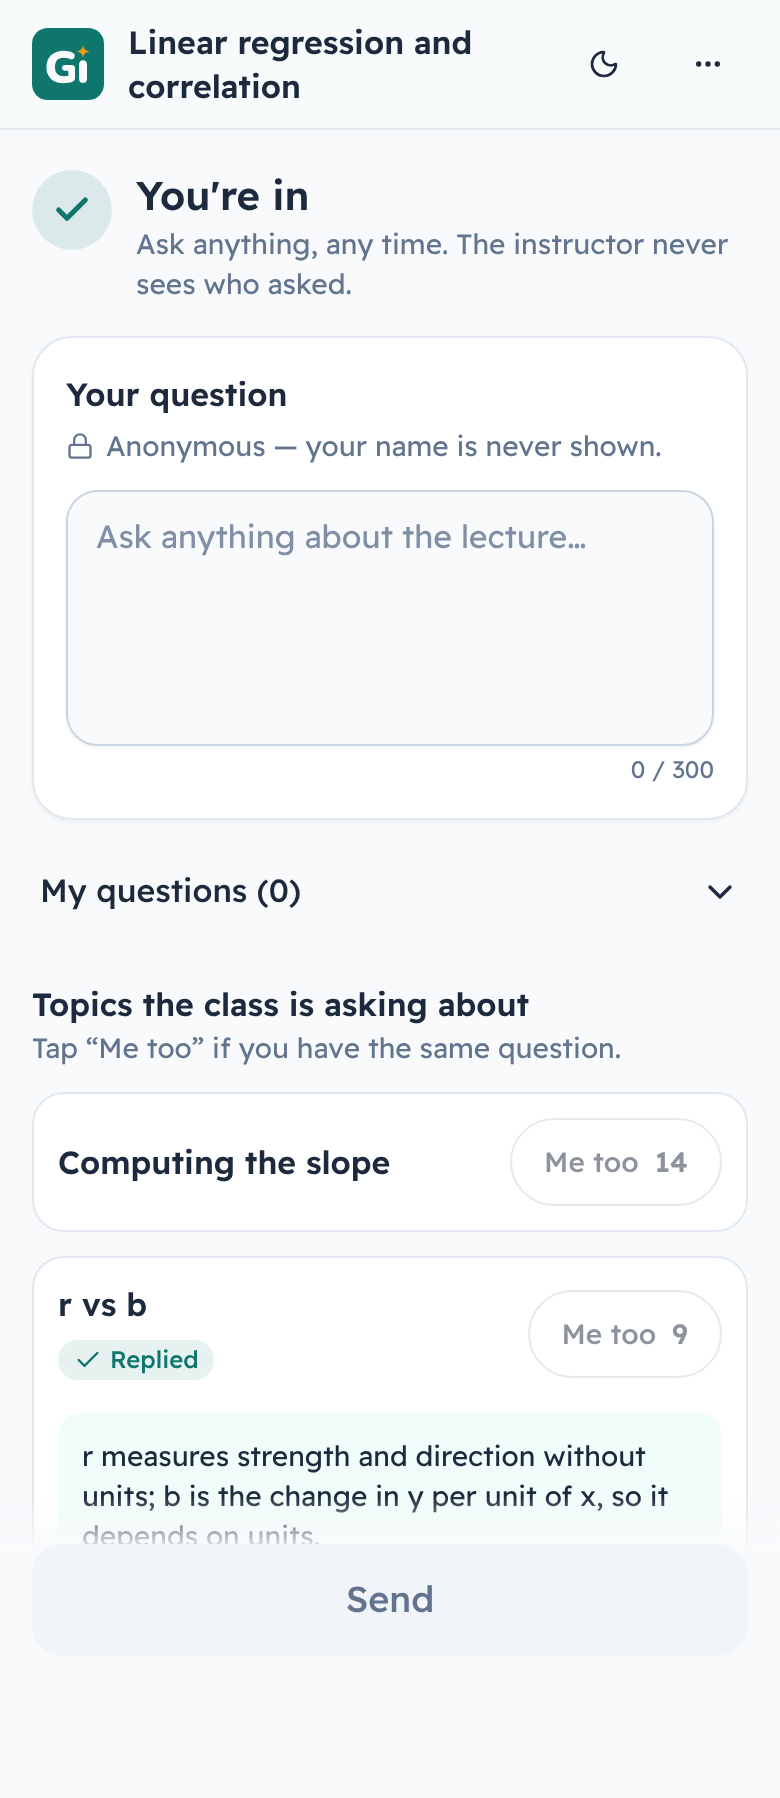 Gi
Linear regression and
correlation
You're in
Ask anything, any time. The instructor never
sees who asked.
Your question
Anonymous — your name is never shown.
Ask anything about the lecture…
0 / 300
My questions (0)
Topics the class is asking about
Tap “Me too” if you have the same question.
Computing the slope
Me too 14
r vs b
Me too 9
Replied
r measures strength and direction without
units; b is the change in y per unit of x, so it
depends on units.
Send